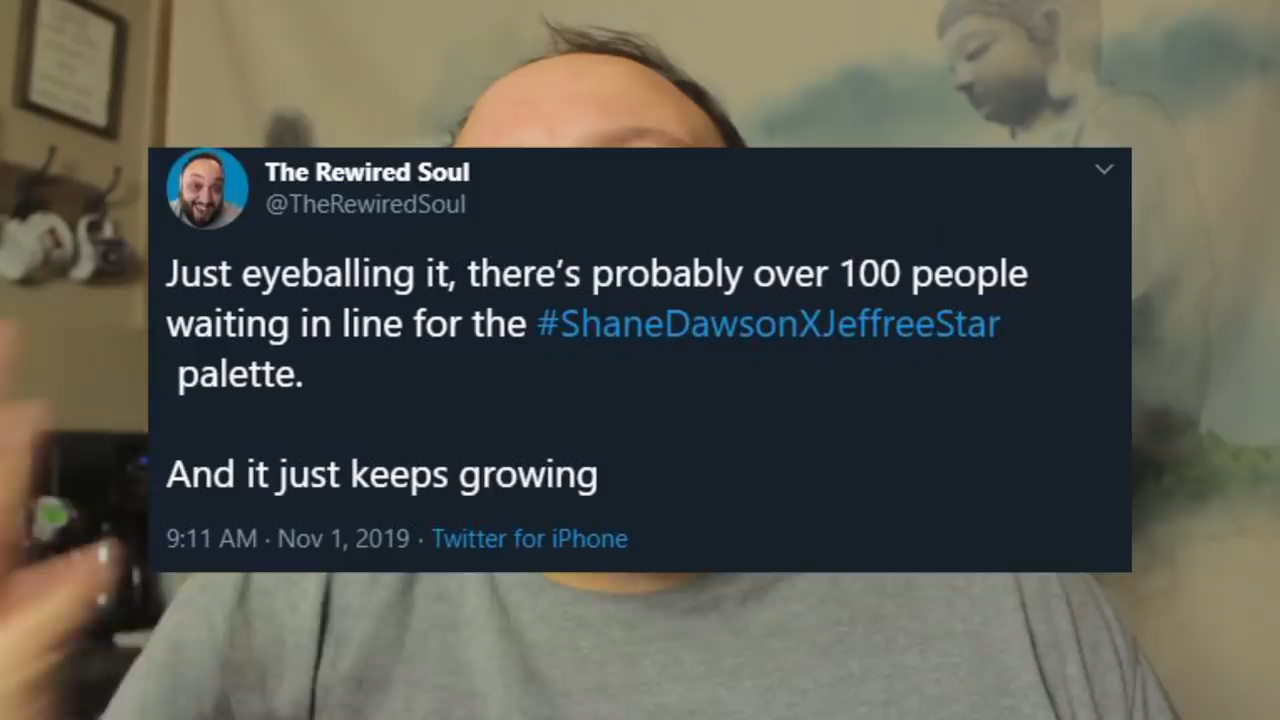 The Rewired Soul
@TheRewiredSoul
Just eyeballing it, there’s probably over 100 people
waiting in line for the #ShaneDawsonXJeffreeStar
palette.
And it just keeps growing
9:11 AM · Nov 1, 2019 · Twitter for iPhone